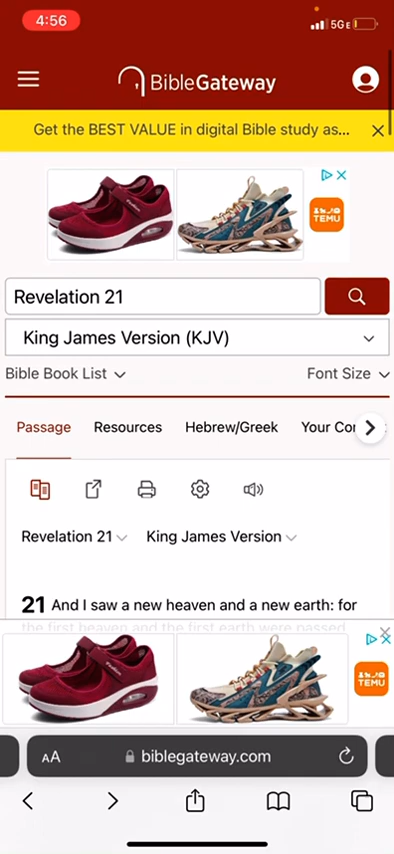 4:56
5GE
BibleGateway
Get the BEST VALUE in digital Bible study as...
TEMU
Revelation 21
King James Version (KJV)
Bible Book List
Font Size
Passage
Resources
Hebrew/Greek
Your Con
Revelation 21
King James Version
21 And I saw a new heaven and a new earth: for
the first heaven and the first earth were passed
TEMU
AA
biblegateway.com